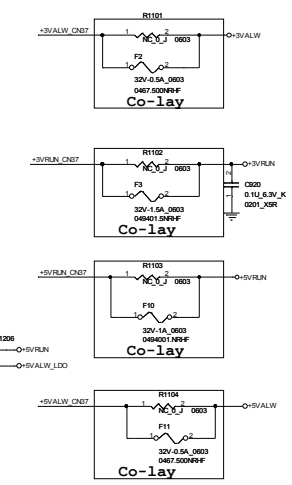 R1101
+3VALW_CN37 1 2 +3VALW
NC_0_J 0603
F2
1 2
32V-0.5A_0603
0467.500NRHF
Co-lay
R1102
+3VRUN_CN37 1 2 +3VRUN
NC_0_J 0603
F3
1 2
32V-1.5A_0603
049401.5NRHF
Co-lay
2
1
C920
0.1U_6.3V_K
0201_X5R
R1103
+5VRUN_CN37 1 2 +5VRUN
NC_0_J 0603
F10
1 2
32V-1A_0603
0494001.NRHF
Co-lay
1206
+5VRUN
+5VALW_LDO
R1104
+5VALW_CN37 1 2 +5VALW
NC_0_J 0603
F11
1 2
32V-0.5A_0603
0467.500NRHF
Co-lay